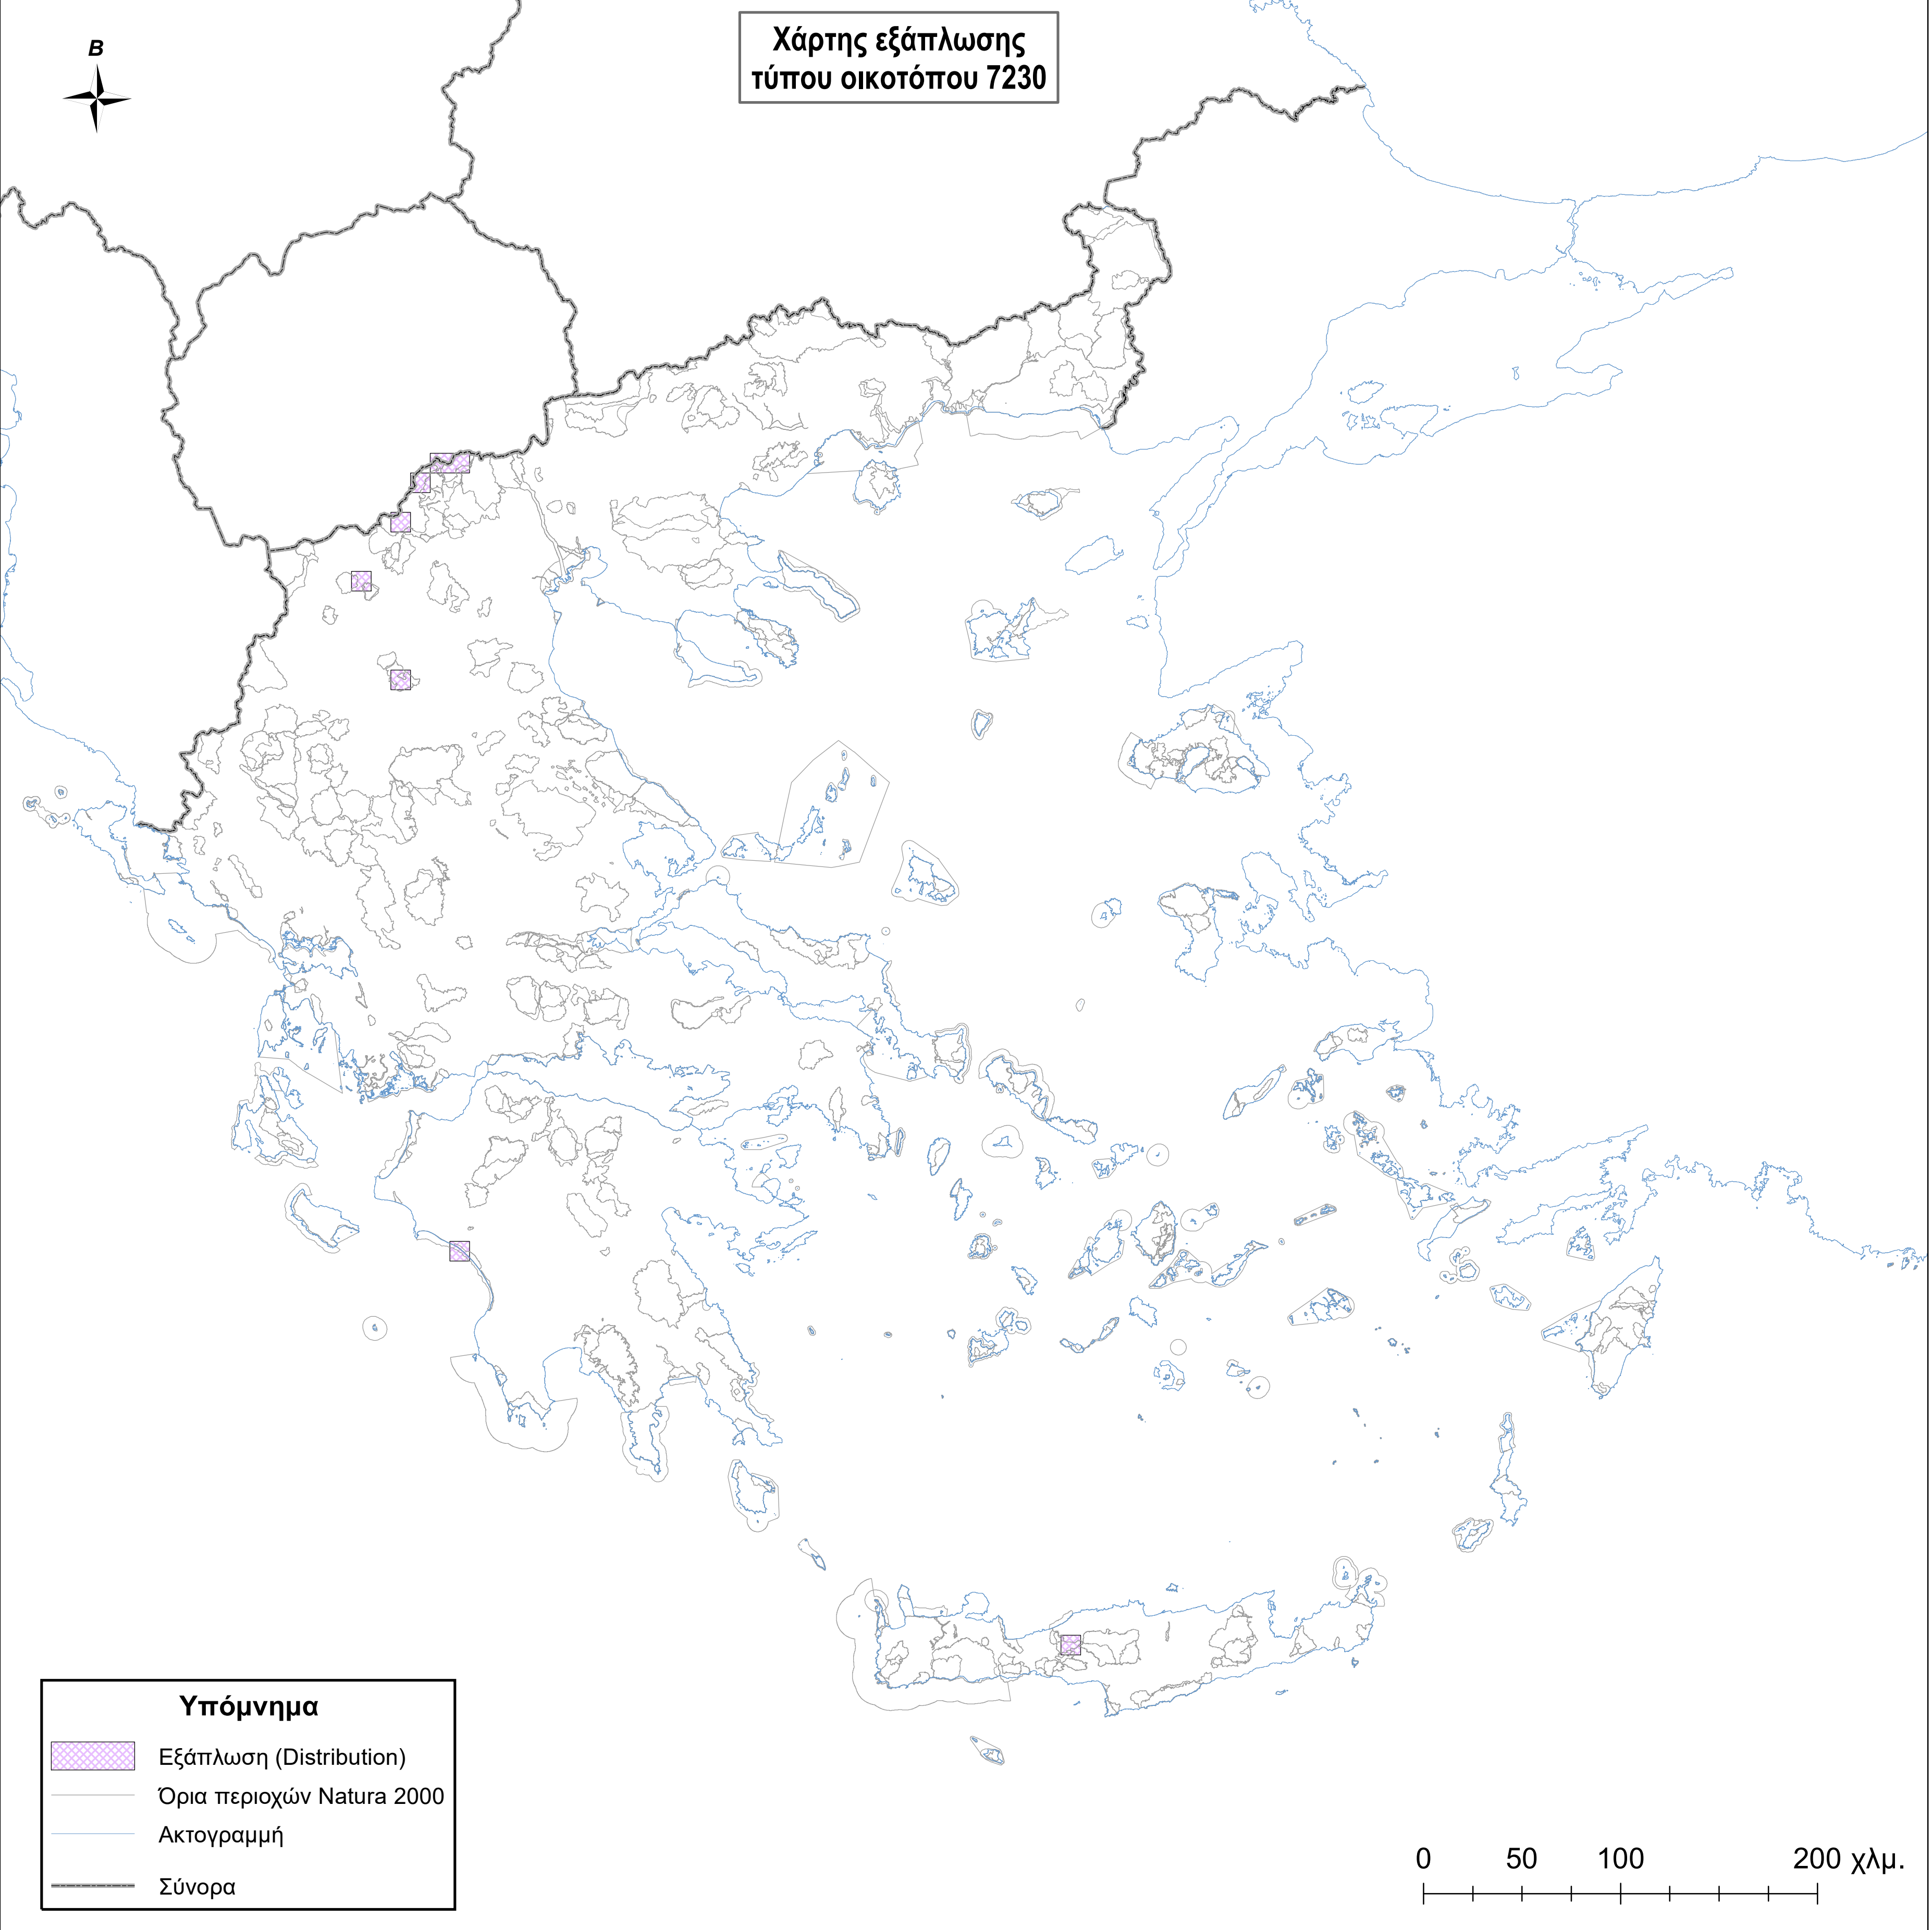 Χάρτης εξάπλωσης
τύπου οικοτόπου 7230
Β
Υπόμνημα
Εξάπλωση (Distribution)
Όρια περιοχών Natura 2000
Ακτογραμμή
Σύνορα
0 50 100 200 χλμ.